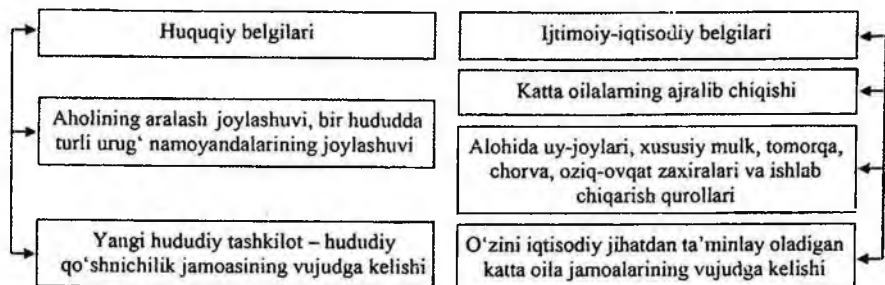 Huquqiy belgilari
Aholining aralash joylashuvi, bir hududda
turli urug‘ namoyandalarining joylashuvi
Yangi hududiy tashkilot – hududiy
qo‘shnichilik jamoasining vujudga kelishi
Ijtimoiy-iqtisodiy belgilari
Katta oilalarning ajralib chiqishi
Alohida uy-joylari, xususiy mulk, tomorqa,
chorva, oziq-ovqat zaxiralari va ishlab
chiqarish qurollari
O‘zini iqtisodiy jihatdan ta’minlay oladigan
katta oila jamoalarining vujudga kelishi